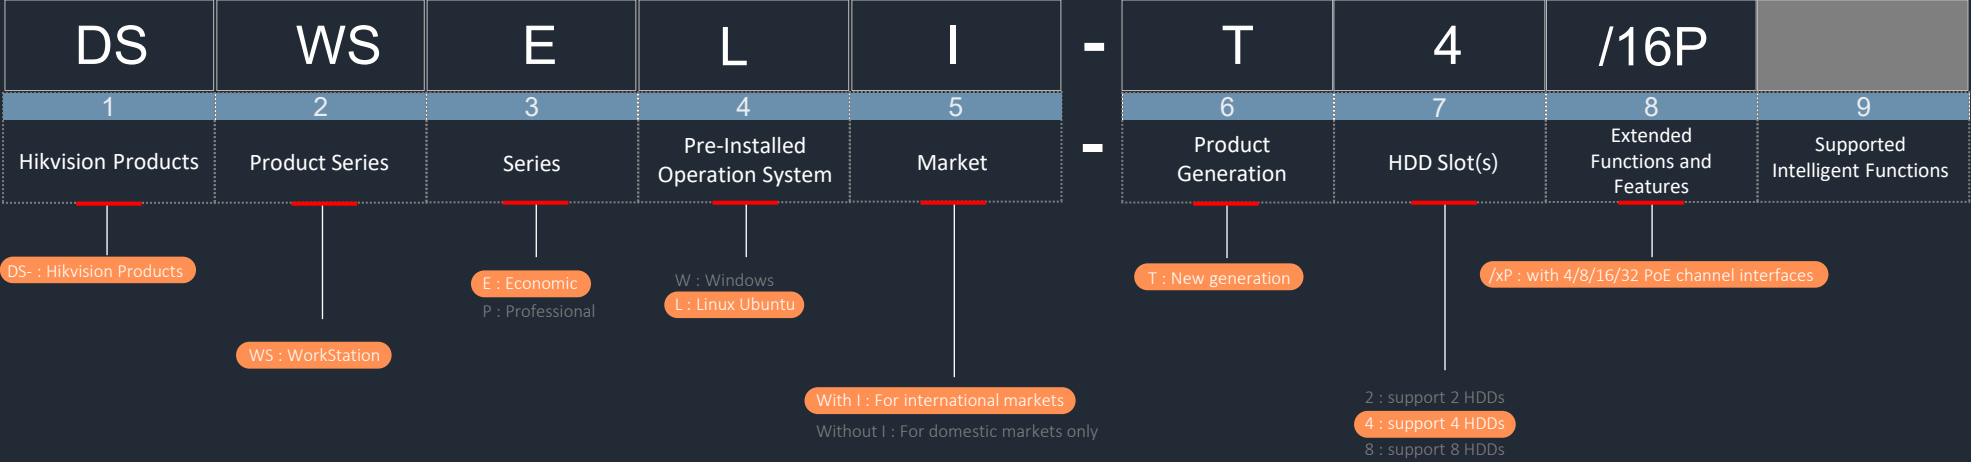 DS WS E L I - T 4 /16P
1 2 3 4 5 6 7 8 9
Hikvision Products
Product Series
Series
Pre-Installed
Operation System
Market
-
Product
Generation
HDD Slot(s)
Extended
Functions and
Features
Supported
Intelligent Functions
DS- : Hikvision Products
WS : WorkStation
E : Economic
P : Professional
W : Windows
L : Linux Ubuntu
With I : For international markets
Without I : For domestic markets only
T : New generation
2 : support 2 HDDs
4 : support 4 HDDs
8 : support 8 HDDs
/xP : with 4/8/16/32 PoE channel interfaces